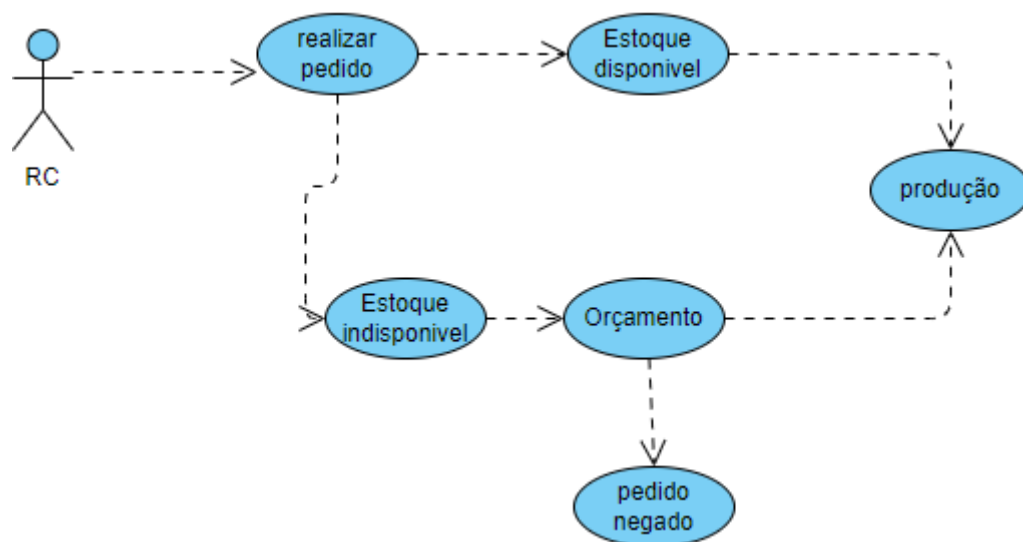 realizar
pedido
Estoque
disponivel
RC
produção
Estoque
indisponivel
Orçamento
pedido
negado